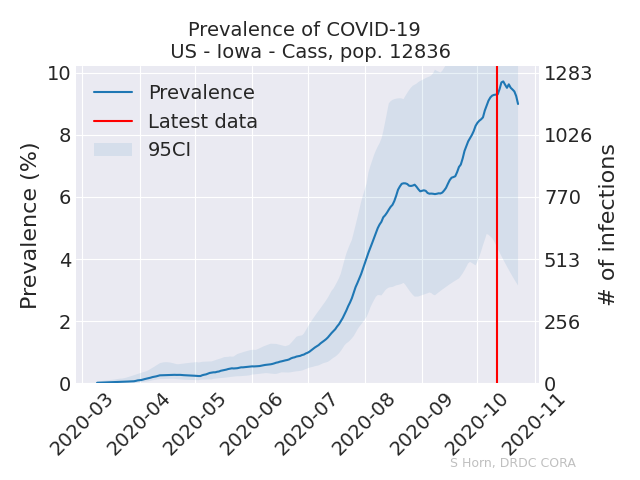 Prevalence of COVID-19
US - Iowa - Cass, pop. 12836
Prevalence
Latest data
95CI
Prevalence (%)
10
8
6
4
2
0
1283
1026
770
513
256
0
# of infections
2020-03
2020-04
2020-05
2020-06
2020-07
2020-08
2020-09
2020-10
2020-11
S Horn, DRDC CORA